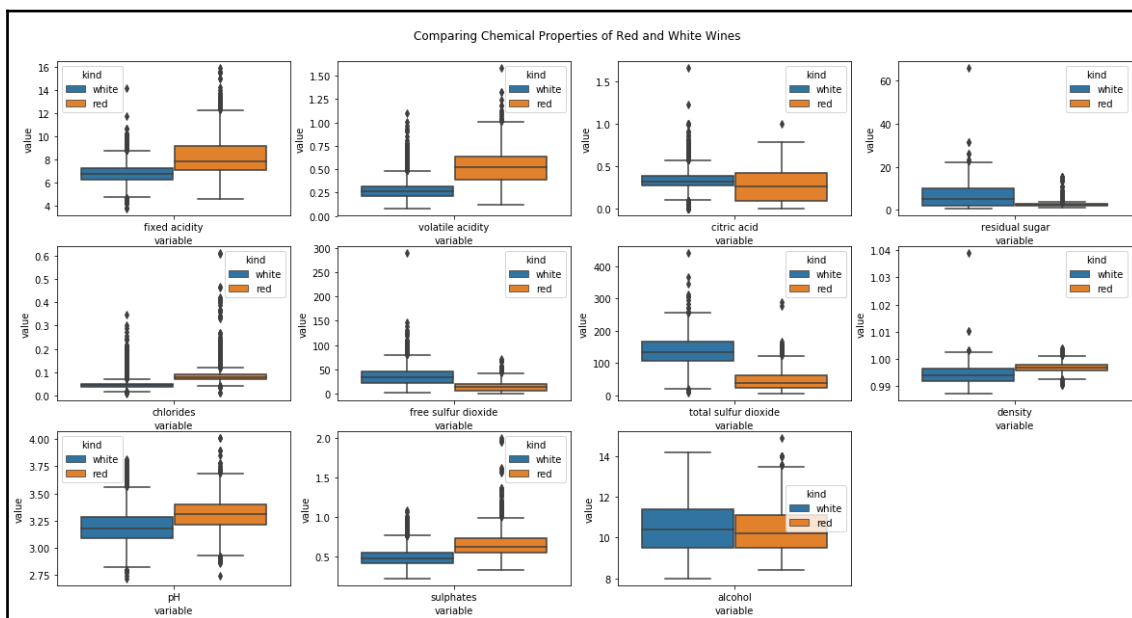 Comparing Chemical Properties of Red and White Wines
16
14
12
10
8
6
4
value
kind
white
red
fixed acidity
variable
1.50
1.25
1.00
0.75
0.50
0.25
0.00
value
kind
white
red
volatile acidity
variable
1.5
1.0
0.5
0.0
value
kind
white
red
citric acid
variable
60
40
20
0
value
kind
white
red
residual sugar
variable
0.6
0.5
0.4
0.3
0.2
0.1
0.0
value
kind
white
red
chlorides
variable
300
250
200
150
100
50
0
value
kind
white
red
free sulfur dioxide
variable
400
300
200
100
0
value
kind
white
red
total sulfur dioxide
variable
1.04
1.03
1.02
1.01
1.00
0.99
value
kind
white
red
density
variable
4.00
3.75
3.50
3.25
3.00
2.75
value
kind
white
red
pH
variable
2.0
1.5
1.0
0.5
value
kind
white
red
sulphates
variable
14
12
10
8
value
kind
white
red
alcohol
variable